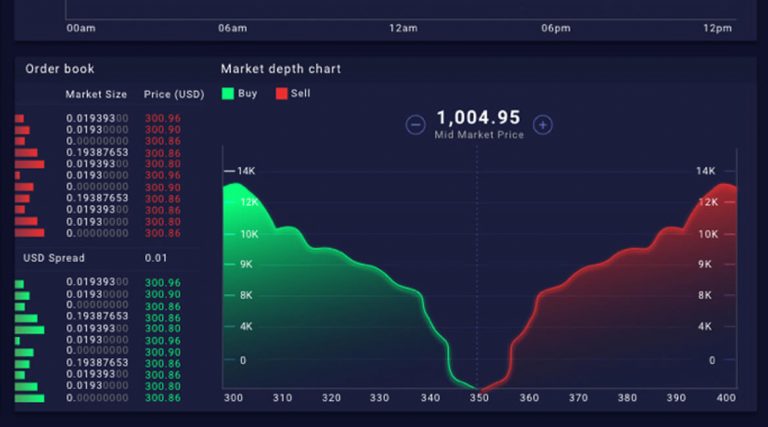 00am 06am 12am 06pm 12pm
Order book
Market Size Price (USD)
0.01939300 300.96
0.01930000 300.90
0.00000000 300.86
0.19387653 300.86
0.01939300 300.80
0.01930000 300.96
0.00000000 300.90
0.19387653 300.86
0.01939300 300.86
0.01930000 300.80
0.00000000 300.86
USD Spread 0.01
0.01939300 300.96
0.01930000 300.90
0.00000000 300.86
0.19387653 300.86
0.01939300 300.80
0.01930000 300.96
0.00000000 300.90
0.19387653 300.86
0.01939300 300.86
0.01930000 300.80
0.00000000 300.86
Market depth chart
Buy Sell
1,004.95
Mid Market Price
14K 14K
12K 12K
10K 10K
9K 9K
8K 8K
4K 4K
0 0
300 310 320 330 340 350 360 370 380 390 400